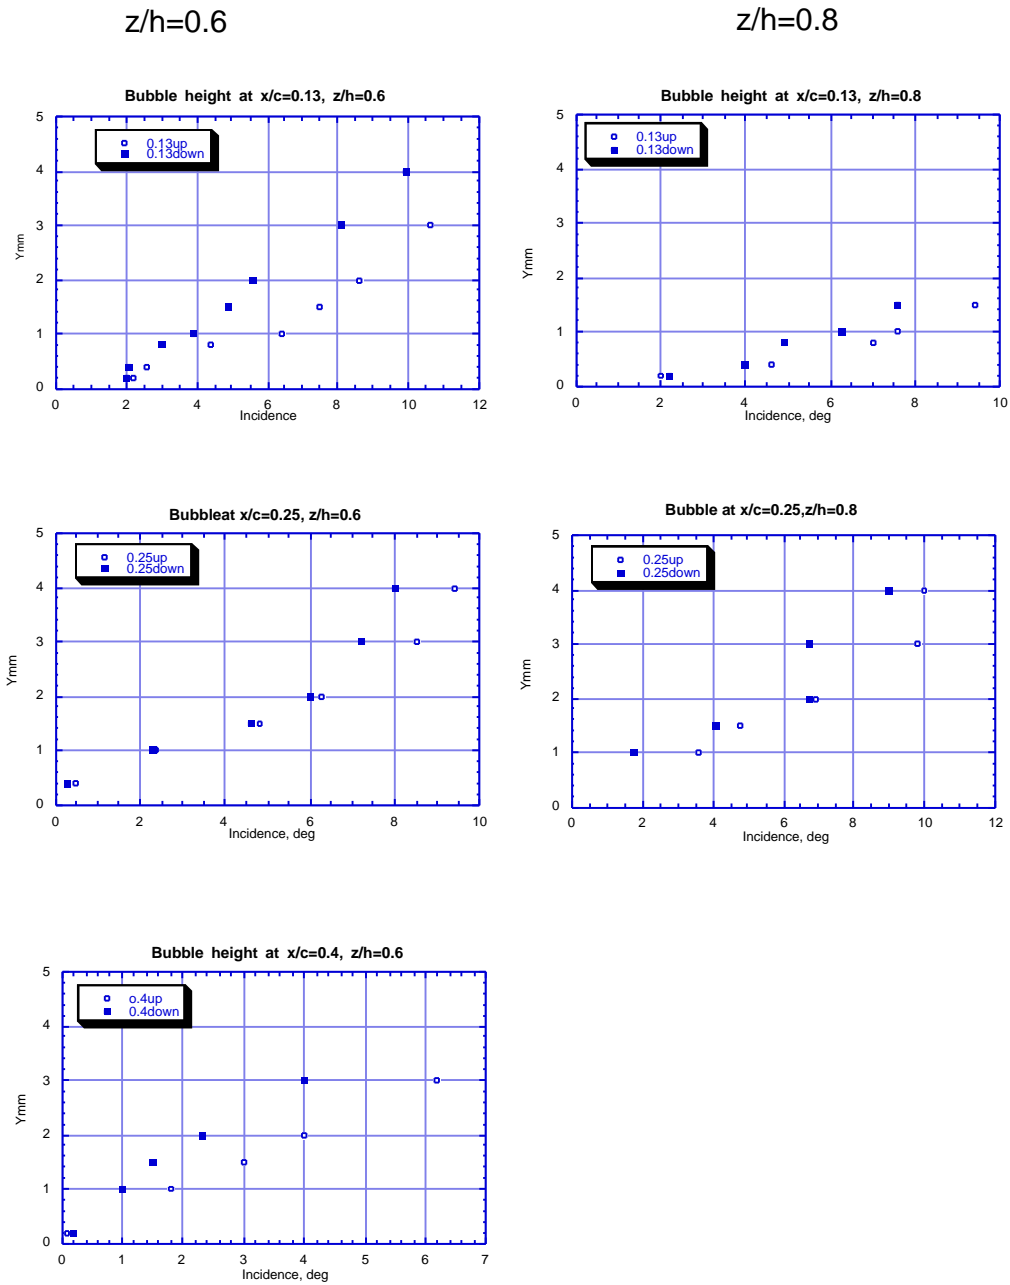 z/h=0.6
z/h=0.8
Bubble height at x/c=0.13, z/h=0.6
5
4
3
2
1
0
Ymm
0.13up
0.13down
0 2 4 6 8 10 12
Incidence
Bubble height at x/c=0.13, z/h=0.8
5
4
3
2
1
0
Ymm
0.13up
0.13down
0 2 4 6 8 10
Incidence, deg
Bubbleat x/c=0.25, z/h=0.6
5
4
3
2
1
0
Ymm
0.25up
0.25down
0 2 4 6 8 10
Incidence, deg
Bubble at x/c=0.25,z/h=0.8
5
4
3
2
1
0
Ymm
0.25up
0.25down
0 2 4 6 8 10 12
Incidence, deg
Bubble height at x/c=0.4, z/h=0.6
5
4
3
2
1
0
Ymm
o.4up
0.4down
0 1 2 3 4 5 6 7
Incidence, deg